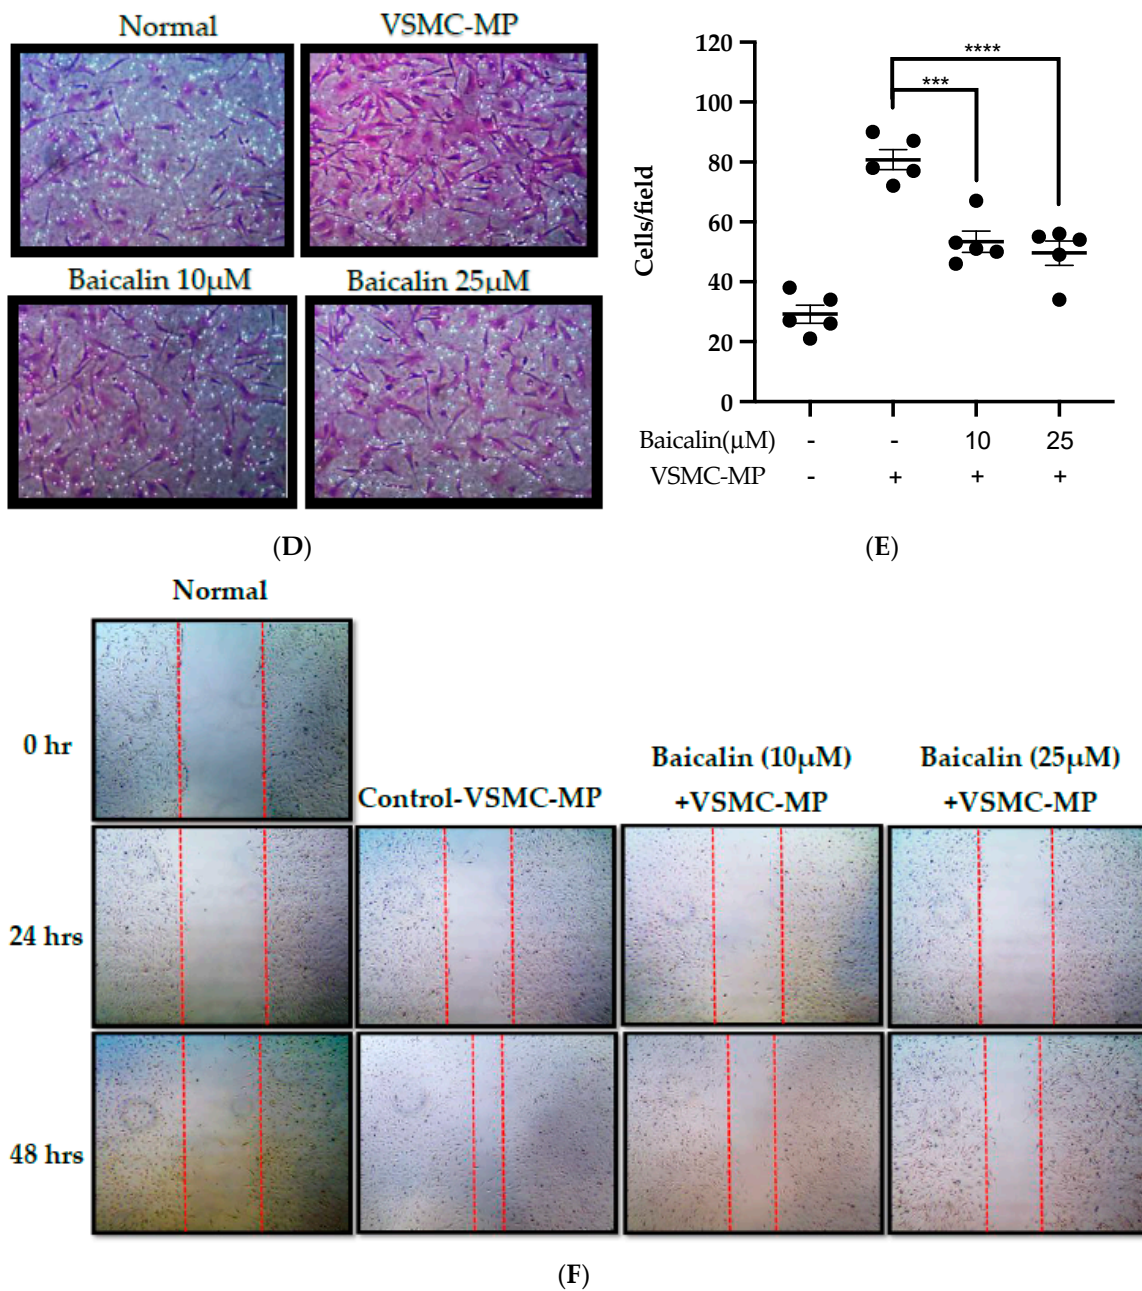 Normal VSMC-MP
Baicalin 10μM Baicalin 25μM
(D)
120
100
80
60
40
20
0
Cells/field
***
****
Baicalin(μM) - - 10 25
VSMC-MP - + + +
(E)
Normal
0 hr
Control-VSMC-MP
Baicalin (10μM)
+VSMC-MP
Baicalin (25μM)
+VSMC-MP
24 hrs
48 hrs
(F)